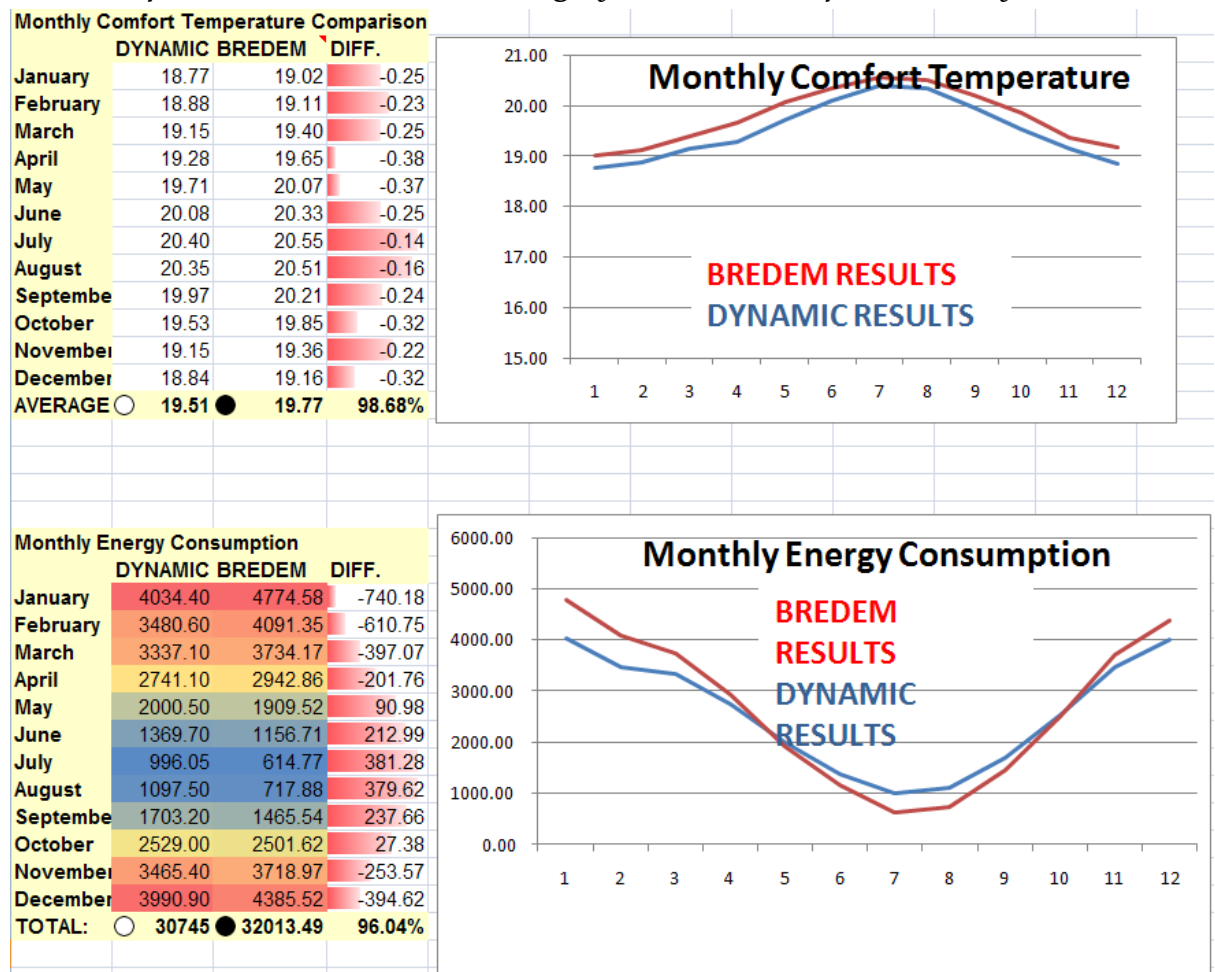 Monthly Comfort Temperature Comparison
DYNAMIC BREDEM DIFF.
January 18.77 19.02 -0.25
February 18.88 19.11 -0.23
March 19.15 19.40 -0.25
April 19.28 19.65 -0.38
May 19.71 20.07 -0.37
June 20.08 20.33 -0.25
July 20.40 20.55 -0.14
August 20.35 20.51 -0.16
Septembe 19.97 20.21 -0.24
October 19.53 19.85 -0.32
November 19.15 19.36 -0.22
December 18.84 19.16 -0.32
AVERAGE 19.51 19.77 98.68%
Monthly Comfort Temperature
21.00
20.00
19.00
18.00
17.00
16.00
15.00
BREDEM RESULTS
DYNAMIC RESULTS
1 2 3 4 5 6 7 8 9 10 11 12
Monthly Energy Consumption
DYNAMIC BREDEM DIFF.
January 4034.40 4774.58 -740.18
February 3480.60 4091.35 -610.75
March 3337.10 3734.17 -397.07
April 2741.10 2942.86 -201.76
May 2000.50 1909.52 90.98
June 1369.70 1156.71 212.99
July 996.05 614.77 381.28
August 1097.50 717.88 379.62
Septembe 1703.20 1465.54 237.66
October 2529.00 2501.62 27.38
November 3465.40 3718.97 -253.57
December 3990.90 4385.52 -394.62
TOTAL: 30745 32013.49 96.04%
Monthly Energy Consumption
6000.00
5000.00
4000.00
3000.00
2000.00
1000.00
0.00
BREDEM
RESULTS
DYNAMIC
RESULTS
1 2 3 4 5 6 7 8 9 10 11 12